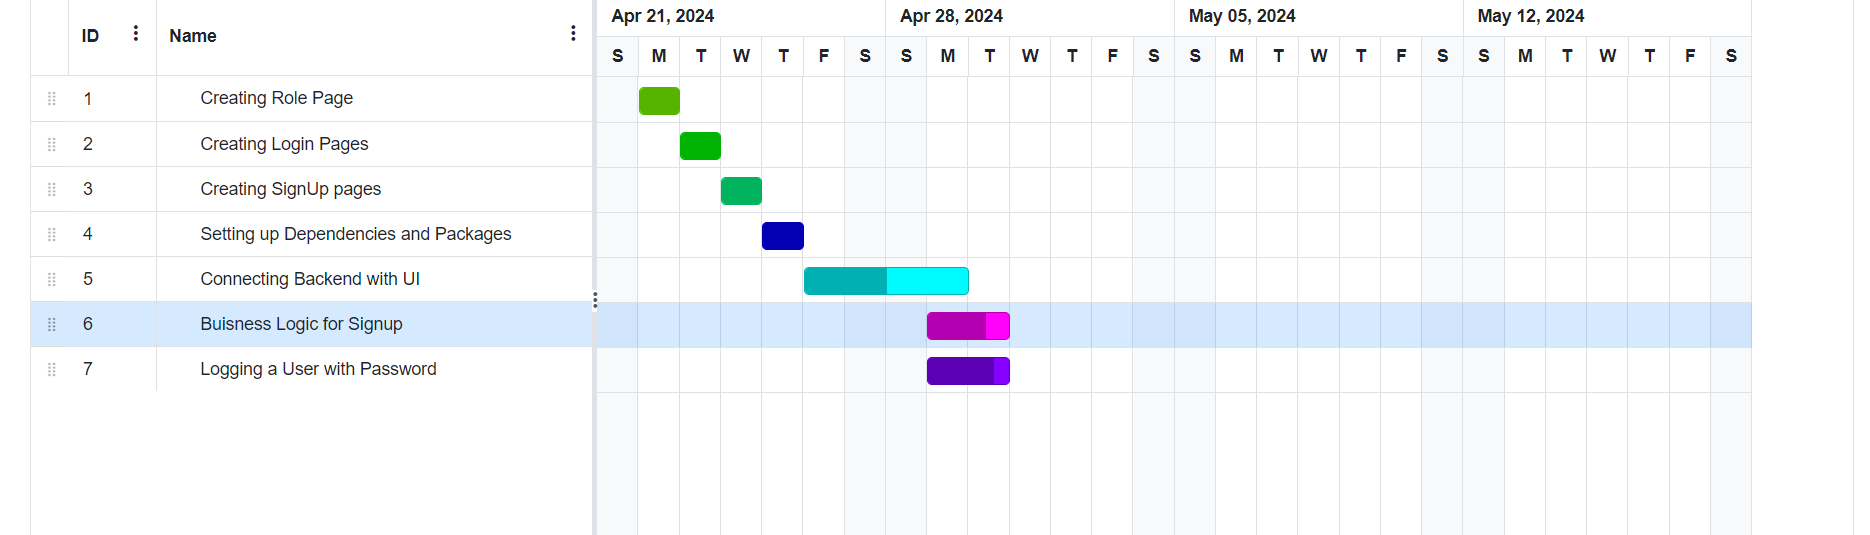 Apr 21, 2024 Apr 28, 2024 May 05, 2024 May 12, 2024
ID Name
S M T W T F S S M T W T F S S M T W T F S S M T W T F S
1 Creating Role Page
2 Creating Login Pages
3 Creating SignUp pages
4 Setting up Dependencies and Packages
5 Connecting Backend with UI
6 Buisness Logic for Signup
7 Logging a User with Password